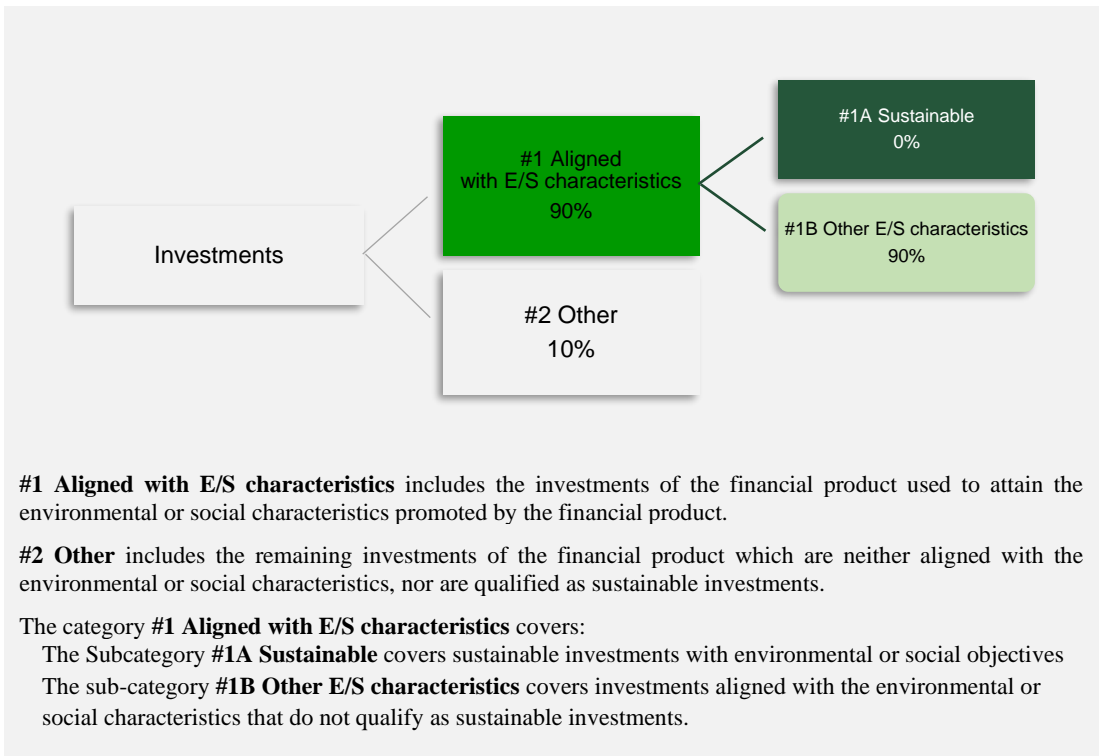 #1A Sustainable
0%
#1 Aligned
with E/S characteristics
90%
#1B Other E/S characteristics
90%
Investments
#2 Other
10%
#1 Aligned with E/S characteristics includes the investments of the financial product used to attain the
environmental or social characteristics promoted by the financial product.
#2 Other includes the remaining investments of the financial product which are neither aligned with the
environmental or social characteristics, nor are qualified as sustainable investments.
The category #1 Aligned with E/S characteristics covers:
The Subcategory #1A Sustainable covers sustainable investments with environmental or social objectives
The sub-category #1B Other E/S characteristics covers investments aligned with the environmental or
social characteristics that do not qualify as sustainable investments.